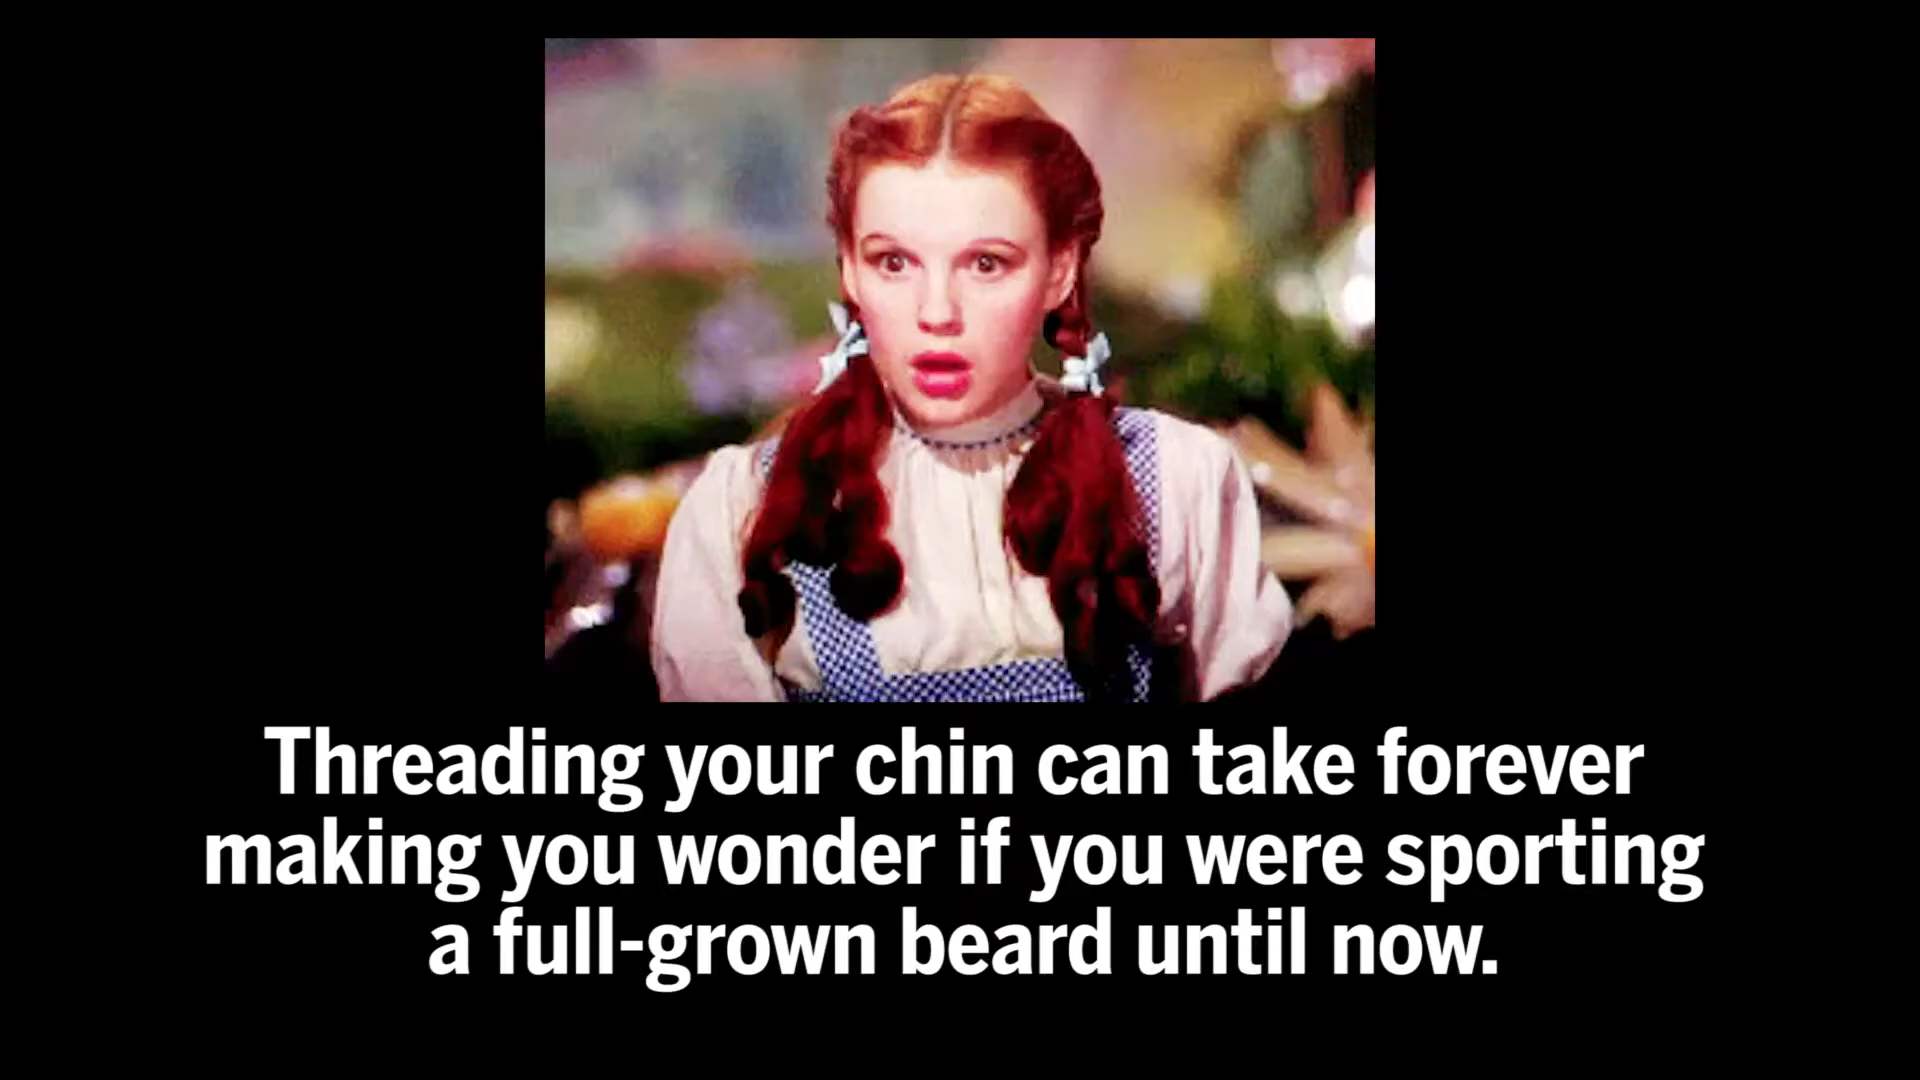 Threading your chin can take forever
making you wonder if you were sporting
a full-grown beard until now.